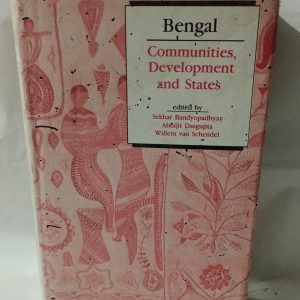 Bengal
Communities,
Development
and States
edited by
Sekhar Bandyopadhyay
Abhijit Dasgupta
Willem van Schendel